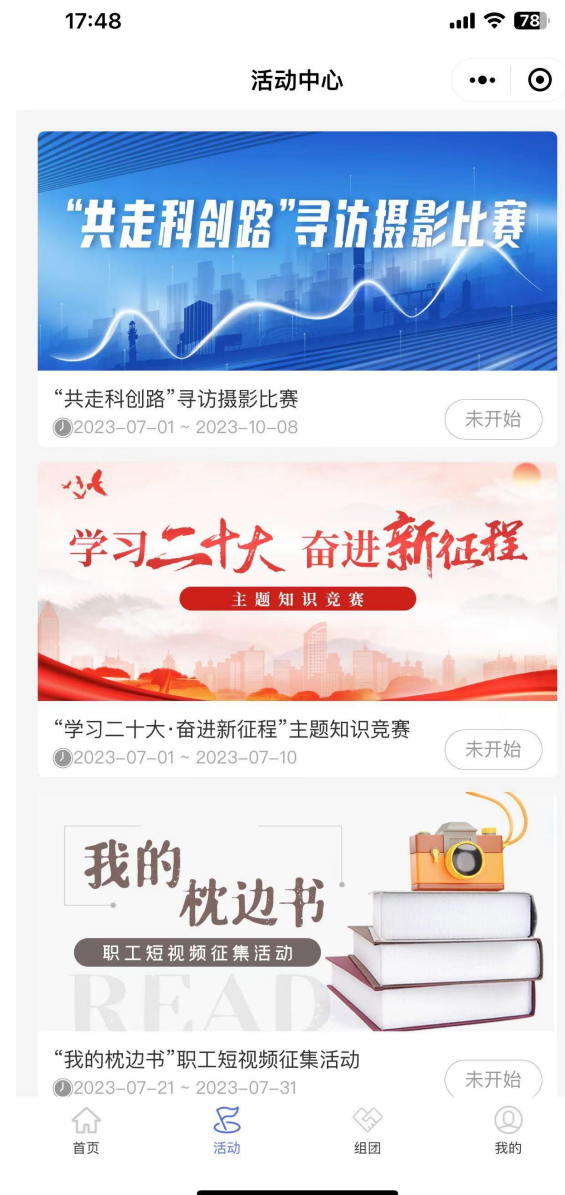 17:48
78
活动中心
“共走科创路”寻访摄影比赛
“共走科创路”寻访摄影比赛
2023-07-01 ~ 2023-10-08
未开始
学习二十大 奋进新征程
主题知识竞赛
“学习二十大·奋进新征程”主题知识竞赛
2023-07-01 ~ 2023-07-10
未开始
我的
枕边书
职工短视频征集活动
READ
“我的枕边书”职工短视频征集活动
2023-07-21 ~ 2023-07-31
未开始
首页
活动
组团
我的